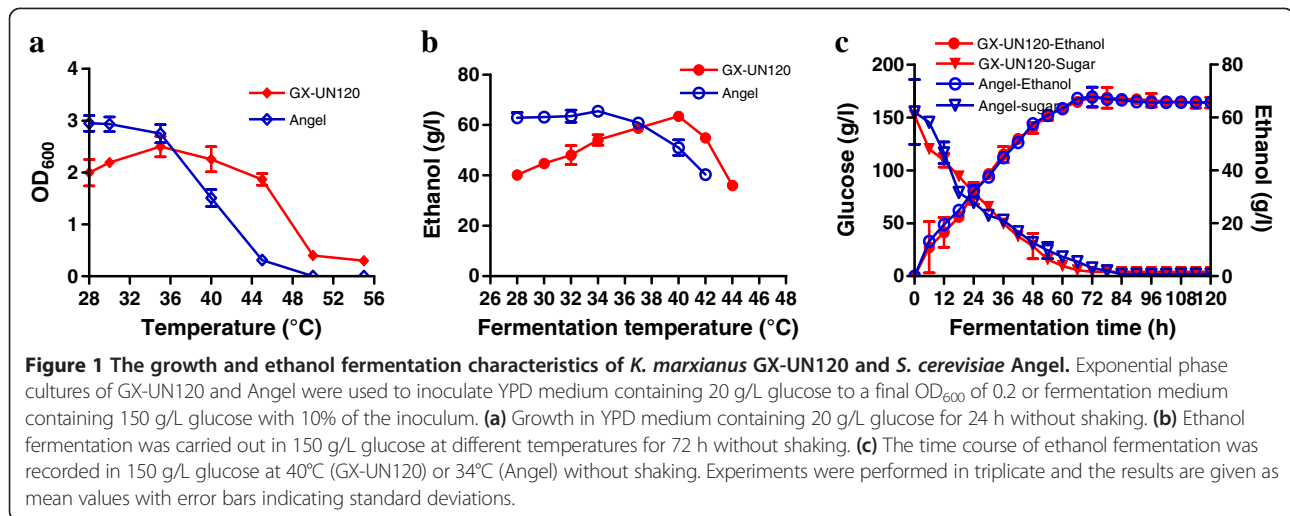 a
4
3
2
1
0
OD600
28 32 36 40 44 48 52 56
Temperature (°C)
GX-UN120
Angel
b
80
60
40
20
0
Ethanol (g/l)
26 28 30 32 34 36 38 40 42 44 46 48
Fermentation temperature (°C)
GX-UN120
Angel
c
GX-UN120-Ethanol
GX-UN120-Sugar
Angel-Ethanol
Angel-sugar
200
150
100
50
0
Glucose (g/l)
80
60
40
20
0
Ethanol (g/l)
0 12 24 36 48 60 72 84 96 108 120
Fermentation time (h)
Figure 1 The growth and ethanol fermentation characteristics of K. marxianus GX-UN120 and S. cerevisiae Angel. Exponential phase
cultures of GX-UN120 and Angel were used to inoculate YPD medium containing 20 g/L glucose to a final OD600 of 0.2 or fermentation medium
containing 150 g/L glucose with 10% of the inoculum. (a) Growth in YPD medium containing 20 g/L glucose for 24 h without shaking. (b) Ethanol
fermentation was carried out in 150 g/L glucose at different temperatures for 72 h without shaking. (c) The time course of ethanol fermentation was
recorded in 150 g/L glucose at 40°C (GX-UN120) or 34°C (Angel) without shaking. Experiments were performed in triplicate and the results are given as
mean values with error bars indicating standard deviations.